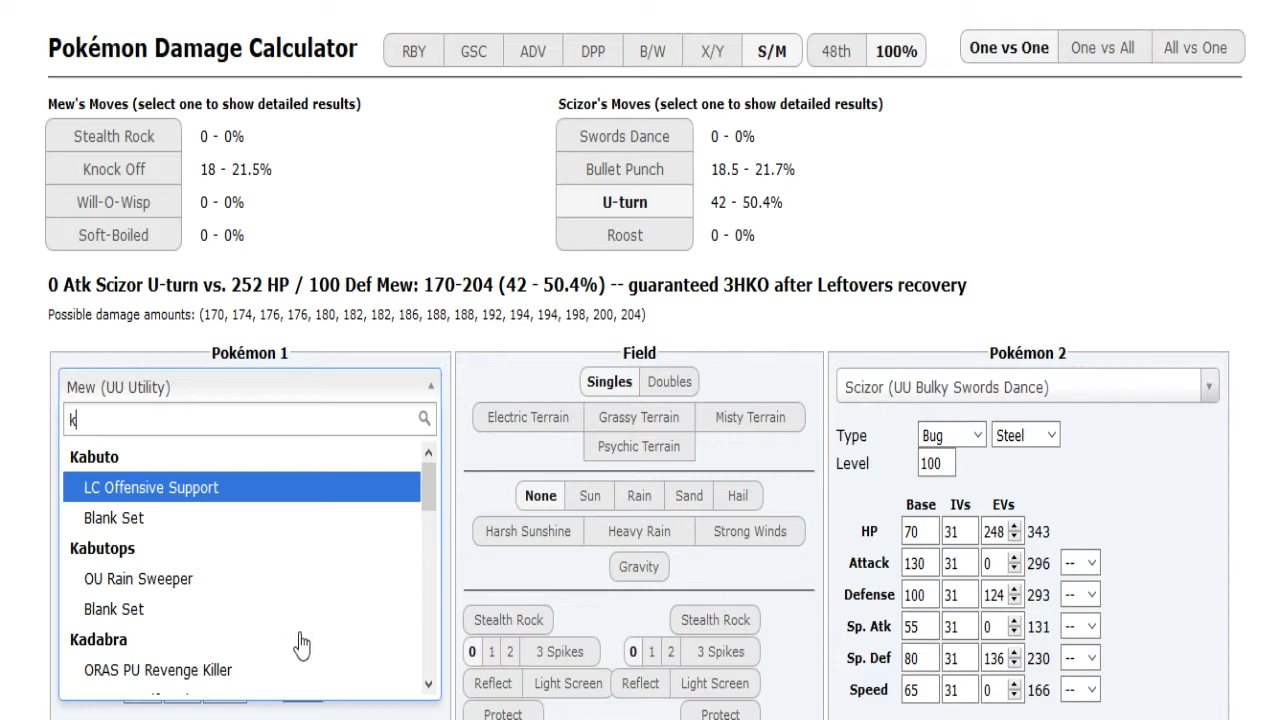 Pokémon Damage Calculator
RBY GSC ADV DPP B/W X/Y S/M 48th 100% One vs One One vs All All vs One
Mew's Moves (select one to show detailed results)
Stealth Rock 0 - 0%
Knock Off 18 - 21.5%
Will-O-Wisp 0 - 0%
Soft-Boiled 0 - 0%
Scizor's Moves (select one to show detailed results)
Swords Dance 0 - 0%
Bullet Punch 18.5 - 21.7%
U-turn 42 - 50.4%
Roost 0 - 0%
0 Atk Scizor U-turn vs. 252 HP / 100 Def Mew: 170-204 (42 - 50.4%) -- guaranteed 3HKO after Leftovers recovery
Possible damage amounts: (170, 174, 176, 176, 180, 182, 182, 186, 188, 188, 192, 194, 194, 198, 200, 204)
Pokémon 1
Mew (UU Utility)
k
Kabuto
LC Offensive Support
Blank Set
Kabutops
OU Rain Sweeper
Blank Set
Kadabra
ORAS PU Revenge Killer
Field
Singles Doubles
Electric Terrain Grassy Terrain Misty Terrain
Psychic Terrain
None Sun Rain Sand Hail
Harsh Sunshine Heavy Rain Strong Winds
Gravity
Stealth Rock Stealth Rock
0 1 2 3 Spikes 0 1 2 3 Spikes
Reflect Light Screen Reflect Light Screen
Protect Protect
Pokémon 2
Scizor (UU Bulky Swords Dance)
Type Bug Steel
Level 100
Base IVs EVs
HP 70 31 248 343
Attack 130 31 0 296 --
Defense 100 31 124 293 --
Sp. Atk 55 31 0 131 --
Sp. Def 80 31 136 230 --
Speed 65 31 0 166 --